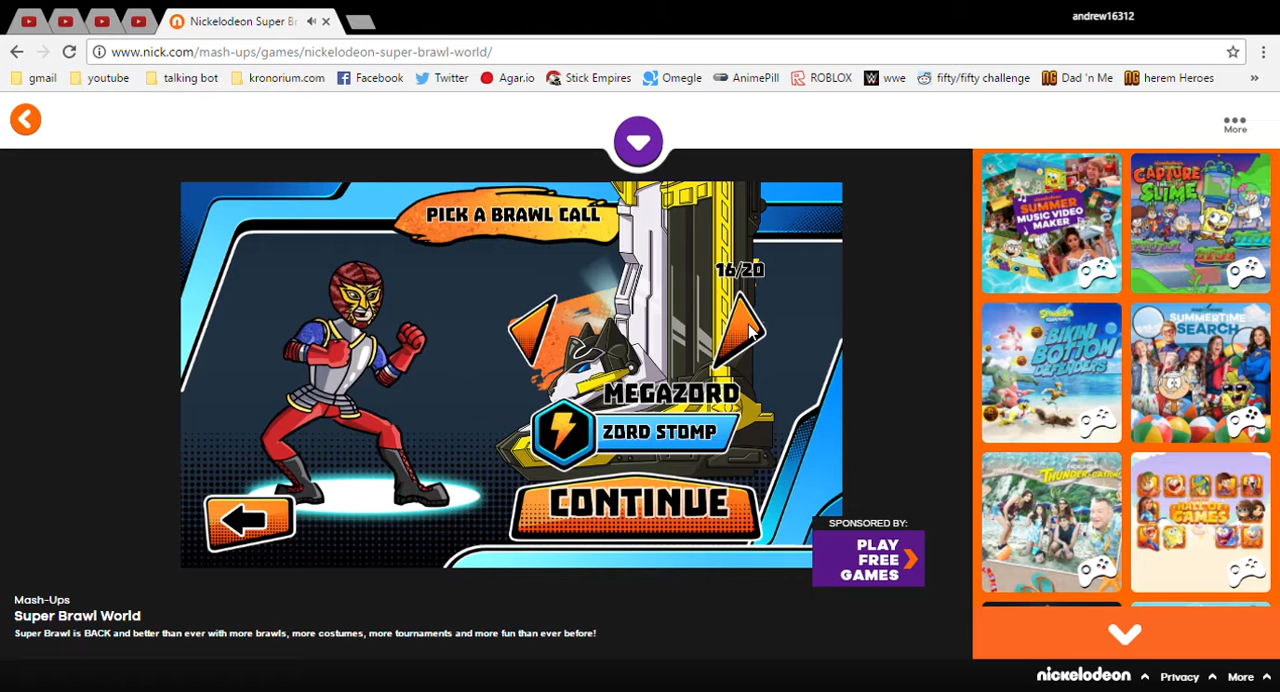 Nickelodeon Super Br
andrew16312
www.nick.com/mash-ups/games/nickelodeon-super-brawl-world/
gmail youtube talking bot kronorium.com Facebook Twitter Agar.io Stick Empires Omegle AnimePill ROBLOX wwe fifty/fifty challenge Dad 'n Me herem Heroes »
More
PICK A BRAWL CALL
16/20
MEGAZORD
ZORD STOMP
CONTINUE
SPONSORED BY:
PLAY
FREE
GAMES
SUMMER
MUSIC VIDEO
MAKER
CAPTURE
THE
SLIME
BIKINI
BOTTOM
DEFENDERS
SUMMERTIME
SEARCH
HALL OF
GAMES
Mash-Ups
Super Brawl World
Super Brawl is BACK and better than ever with more brawls, more costumes, more tournaments and more fun than ever before!
nickelodeon Privacy More